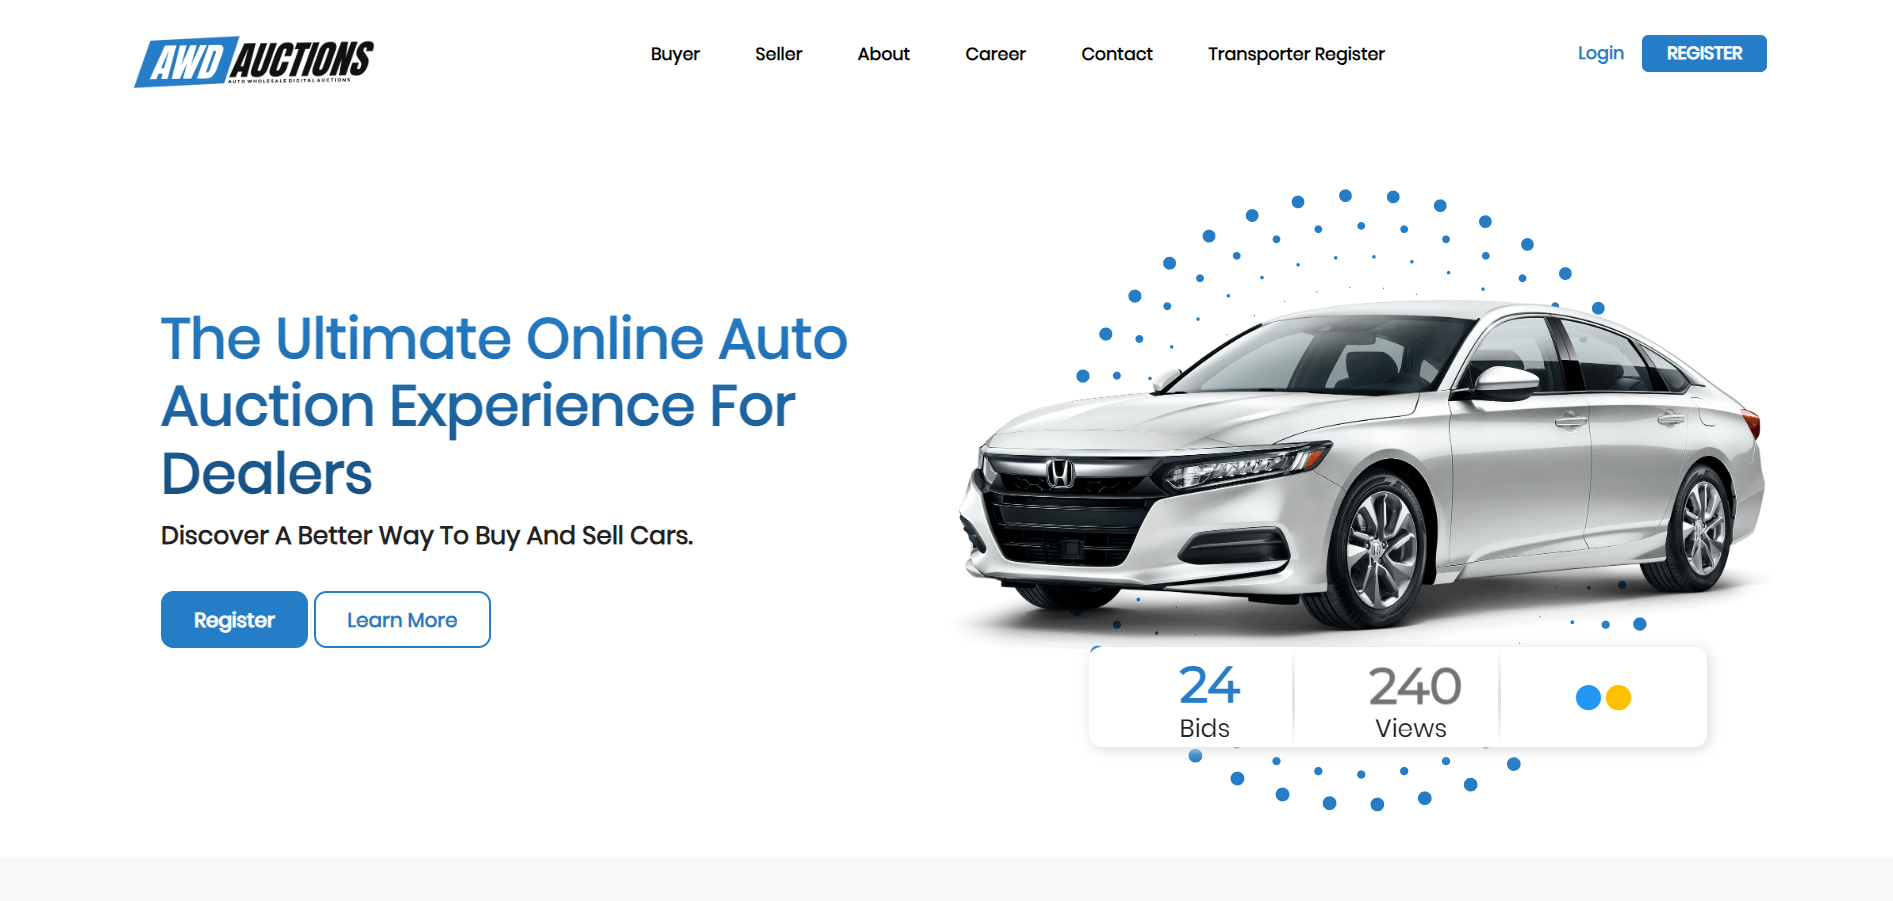 AWD AUCTIONS
AUTO WHOLESALE DIGITAL AUCTIONS
Buyer Seller About Career Contact Transporter Register Login REGISTER
The Ultimate Online Auto
Auction Experience For
Dealers
Discover A Better Way To Buy And Sell Cars.
Register Learn More
24 240
Bids Views